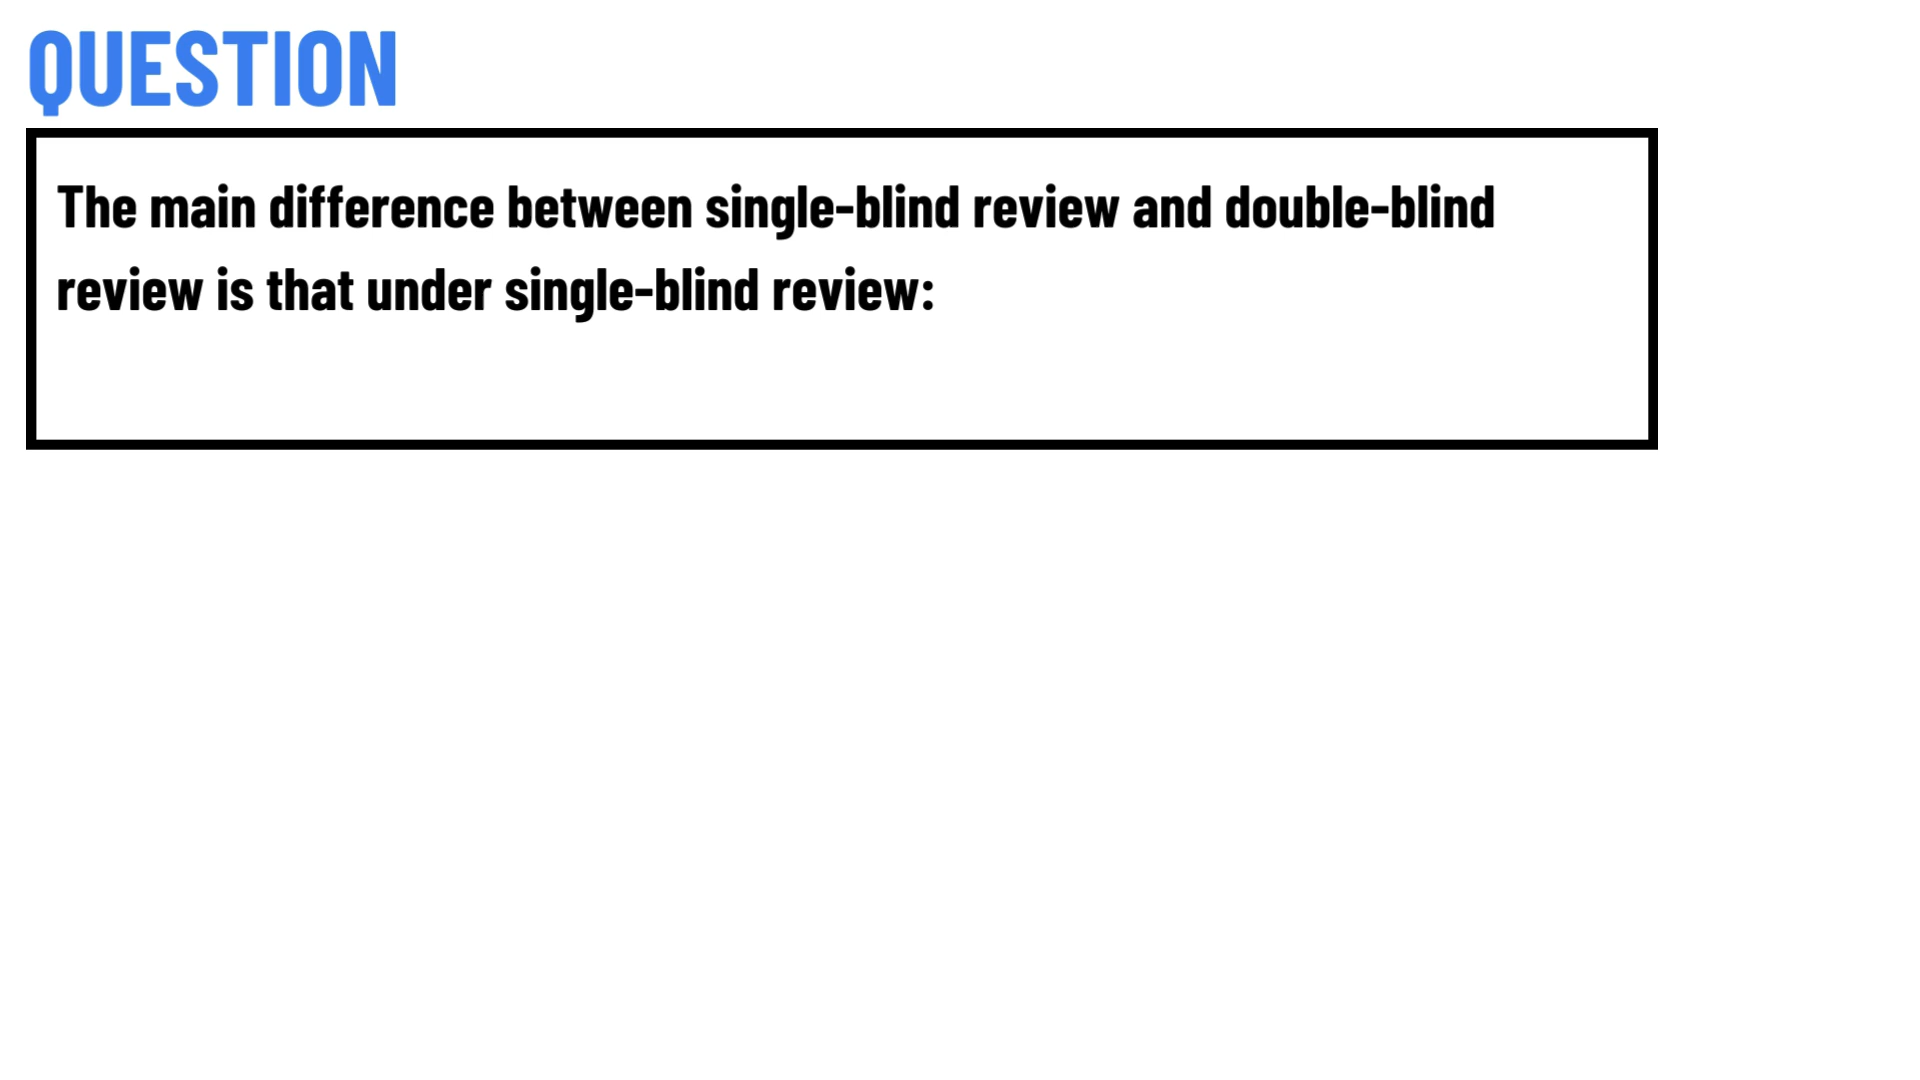 QUESTION
The main difference between single-blind review and double-blind
review is that under single-blind review: